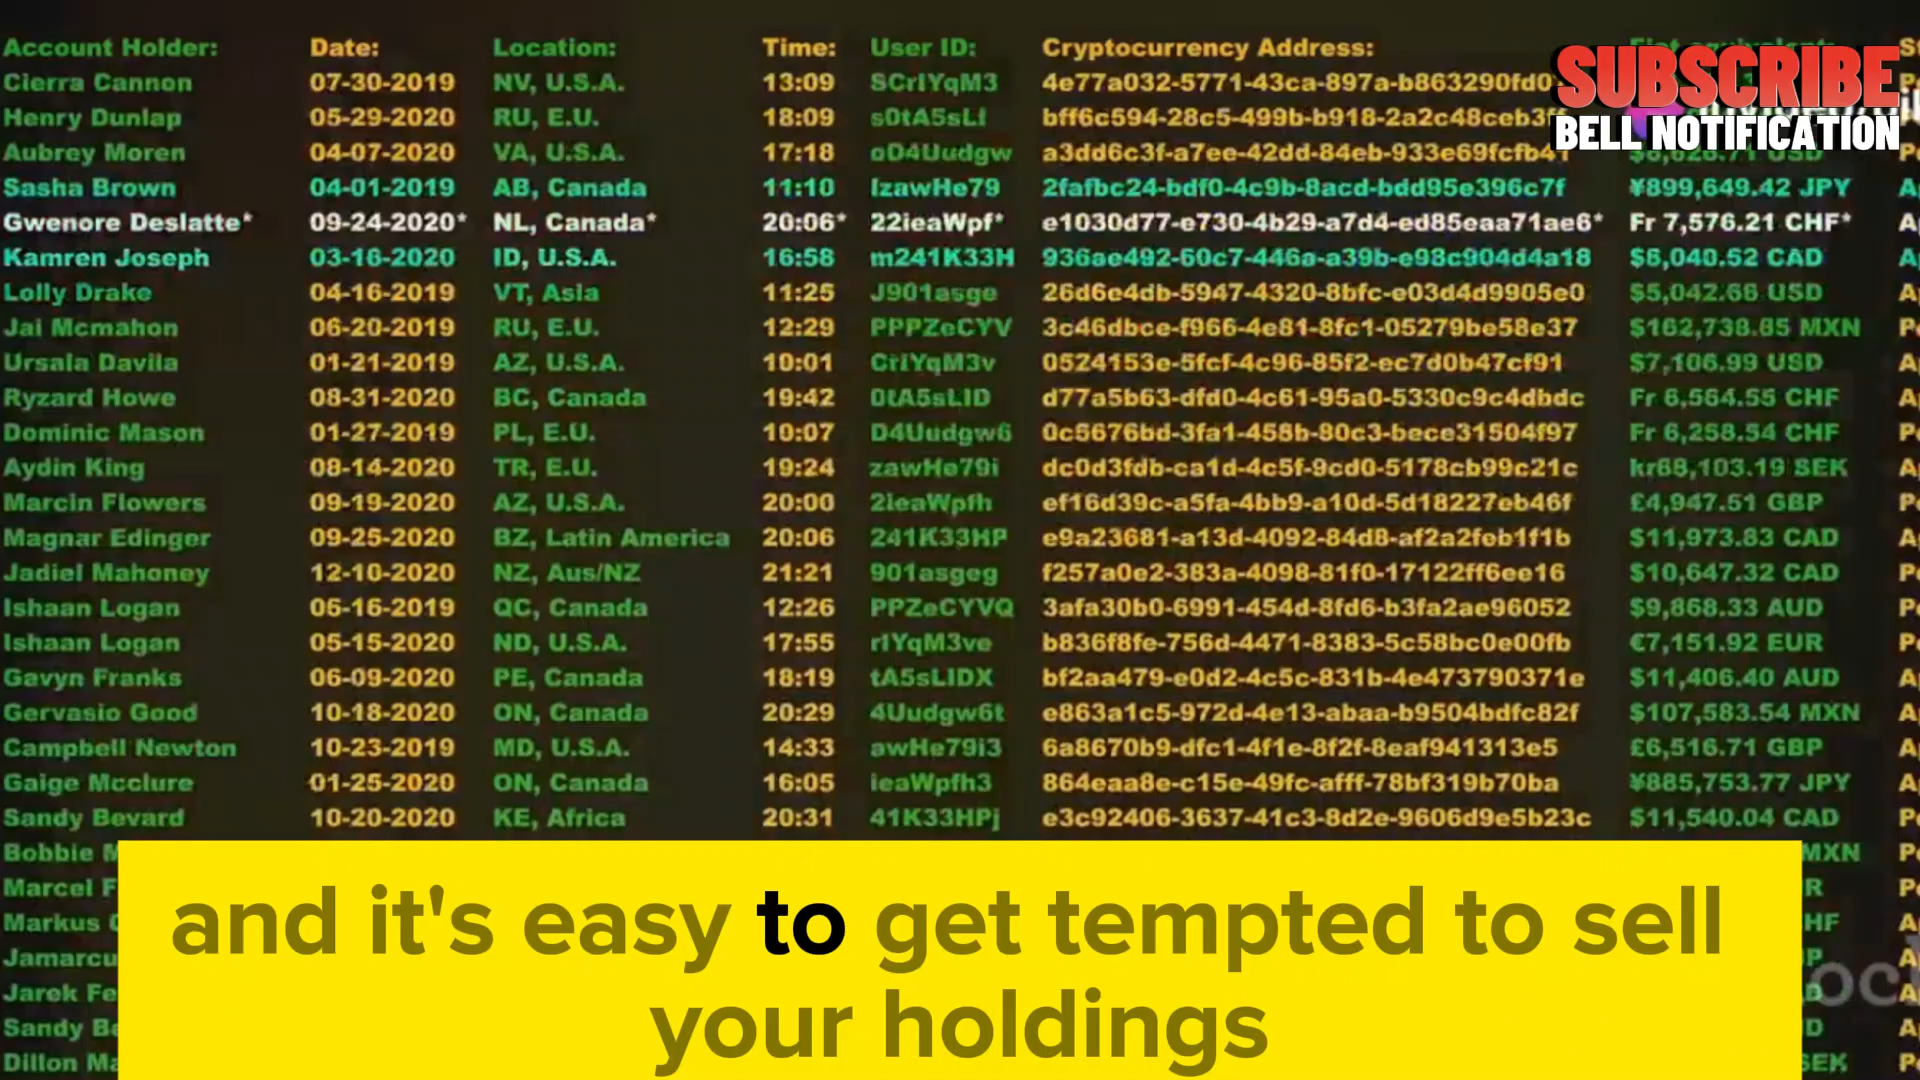 Account Holder: Date: Location: Time: User ID: Cryptocurrency Address:
Cierra Cannon 07-30-2019 NV, U.S.A. 13:09 SCrIYqM3 4e77a032-5771-43ca-897a-b863290fd0
Henry Dunlap 05-29-2020 RU, E.U. 18:09 s0tA5sLI bff6c594-28c5-499b-b918-2a2c48ceb3
Aubrey Moren 04-07-2020 VA, U.S.A. 17:18 oD4Uudgw a3dd6c3f-a7ee-42dd-84eb-933e69fcfb41 $8,626.71 USD
Sasha Brown 04-01-2019 AB, Canada 11:10 IzawHe79 2fafbc24-bdf0-4c9b-8acd-bdd95e396c7f ¥899,649.42 JPY
Gwenore Deslatte* 09-24-2020* NL, Canada* 20:06* 22ieaWpf* e1030d77-e730-4b29-a7d4-ed85eaa71ae6* Fr 7,576.21 CHF*
Kamren Joseph 03-16-2020 ID, U.S.A. 16:58 m241K33H 936ae492-60c7-446a-a39b-e98c904d4a18 $8,040.52 CAD
Lolly Drake 04-16-2019 VT, Asia 11:25 J901asge 26d6e4db-5947-4320-8bfc-e03d4d9905e0 $5,042.66 USD
Jai Mcmahon 06-20-2019 RU, E.U. 12:29 PPPZeCYV 3c46dbce-f966-4e81-8fc1-05279be58e37 $162,738.85 MXN
Ursala Davila 01-21-2019 AZ, U.S.A. 10:01 CrIYqM3v 0524153e-5fcf-4c96-85f2-ec7d0b47cf91 $7,106.99 USD
Ryzard Howe 08-31-2020 BC, Canada 19:42 0tA5sLID d77a5b63-dfd0-4c61-95a0-5330c9c4dbdc Fr 6,564.55 CHF
Dominic Mason 01-27-2019 PL, E.U. 10:07 D4Uudgw6 0c5676bd-3fa1-458b-80c3-bece31504f97 Fr 6,258.54 CHF
Aydin King 08-14-2020 TR, E.U. 19:24 zawHe79i dc0d3fdb-ca1d-4c5f-9cd0-5178cb99c21c kr68,103.19 SEK
Marcin Flowers 09-19-2020 AZ, U.S.A. 20:00 2ieaWpfh ef16d39c-a5fa-4bb9-a10d-5d18227eb46f £4,947.51 GBP
Magnar Edinger 09-25-2020 BZ, Latin America 20:06 241K33HP e9a23681-a13d-4092-84d8-af2a2feb1f1b $11,973.83 CAD
Jadiel Mahoney 12-10-2020 NZ, Aus/NZ 21:21 901asgeg f257a0e2-383a-4098-81f0-17122ff6ee16 $10,647.32 CAD
Ishaan Logan 05-16-2019 QC, Canada 12:26 PPZeCYVQ 3afa30b0-6991-454d-8fd6-b3fa2ae96052 $9,868.33 AUD
Ishaan Logan 05-15-2020 ND, U.S.A. 17:55 rIYqM3ve b836f8fe-756d-4471-8383-5c58bc0e00fb €7,151.92 EUR
Gavyn Franks 06-09-2020 PE, Canada 18:19 tA5sLIDX bf2aa479-e0d2-4c5c-831b-4e473790371e $11,406.40 AUD
Gervasio Good 10-18-2020 ON, Canada 20:29 4Uudgw6t e863a1c5-972d-4e13-abaa-b9504bdfc82f $107,583.54 MXN
Campbell Newton 10-23-2019 MD, U.S.A. 14:33 awHe79i3 6a8670b9-dfc1-4f1e-8f2f-8eaf941313e5 £6,516.71 GBP
Gaige Mcclure 01-25-2020 ON, Canada 16:05 ieaWpfh3 864eaa8e-c15e-49fc-afff-78bf319b70ba ¥885,753.77 JPY
Sandy Bevard 10-20-2020 KE, Africa 20:31 41K33HPj e3c92406-3637-41c3-8d2e-9606d9e5b23c $11,540.04 CAD
Bobbie MXN
Marcel
Markus
Jarek
Sandy
Dillon SEK
SUBSCRIBE
BELL NOTIFICATION
and it's easy to get tempted to sell
your holdings